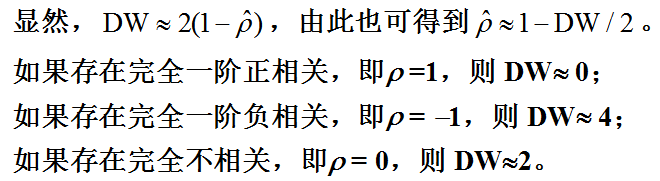 显然，DW ≈ 2(1− ρ̂)，由此也可得到 ρ̂ ≈ 1− DW / 2 。
如果存在完全一阶正相关，即ρ =1，则 DW≈ 0；
如果存在完全一阶负相关，即ρ = –1，则 DW≈ 4；
如果存在完全不相关，即ρ = 0，则 DW≈2。